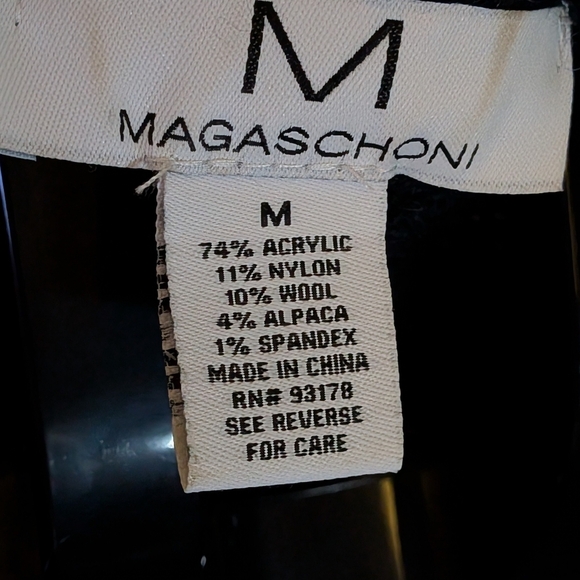 M
MAGASCHONI
M
74% ACRYLIC
11% NYLON
10% WOOL
4% ALPACA
1% SPANDEX
MADE IN CHINA
RN# 93178
SEE REVERSE
FOR CARE